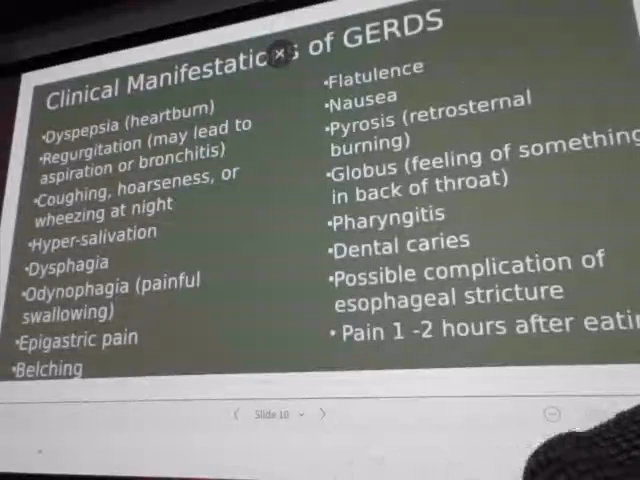 Clinical Manifestatio s of GERDS
•Dyspepsia (heartburn)
•Regurgitation (may lead to
aspiration or bronchitis)
•Coughing, hoarseness, or
wheezing at night
•Hyper-salivation
•Dysphagia
•Odynophagia (painful
swallowing)
•Epigastric pain
•Belching
•Flatulence
•Nausea
•Pyrosis (retrosternal
burning)
•Globus (feeling of something
in back of throat)
•Pharyngitis
•Dental caries
•Possible complication of
esophageal stricture
• Pain 1 -2 hours after eatin
Slide 10